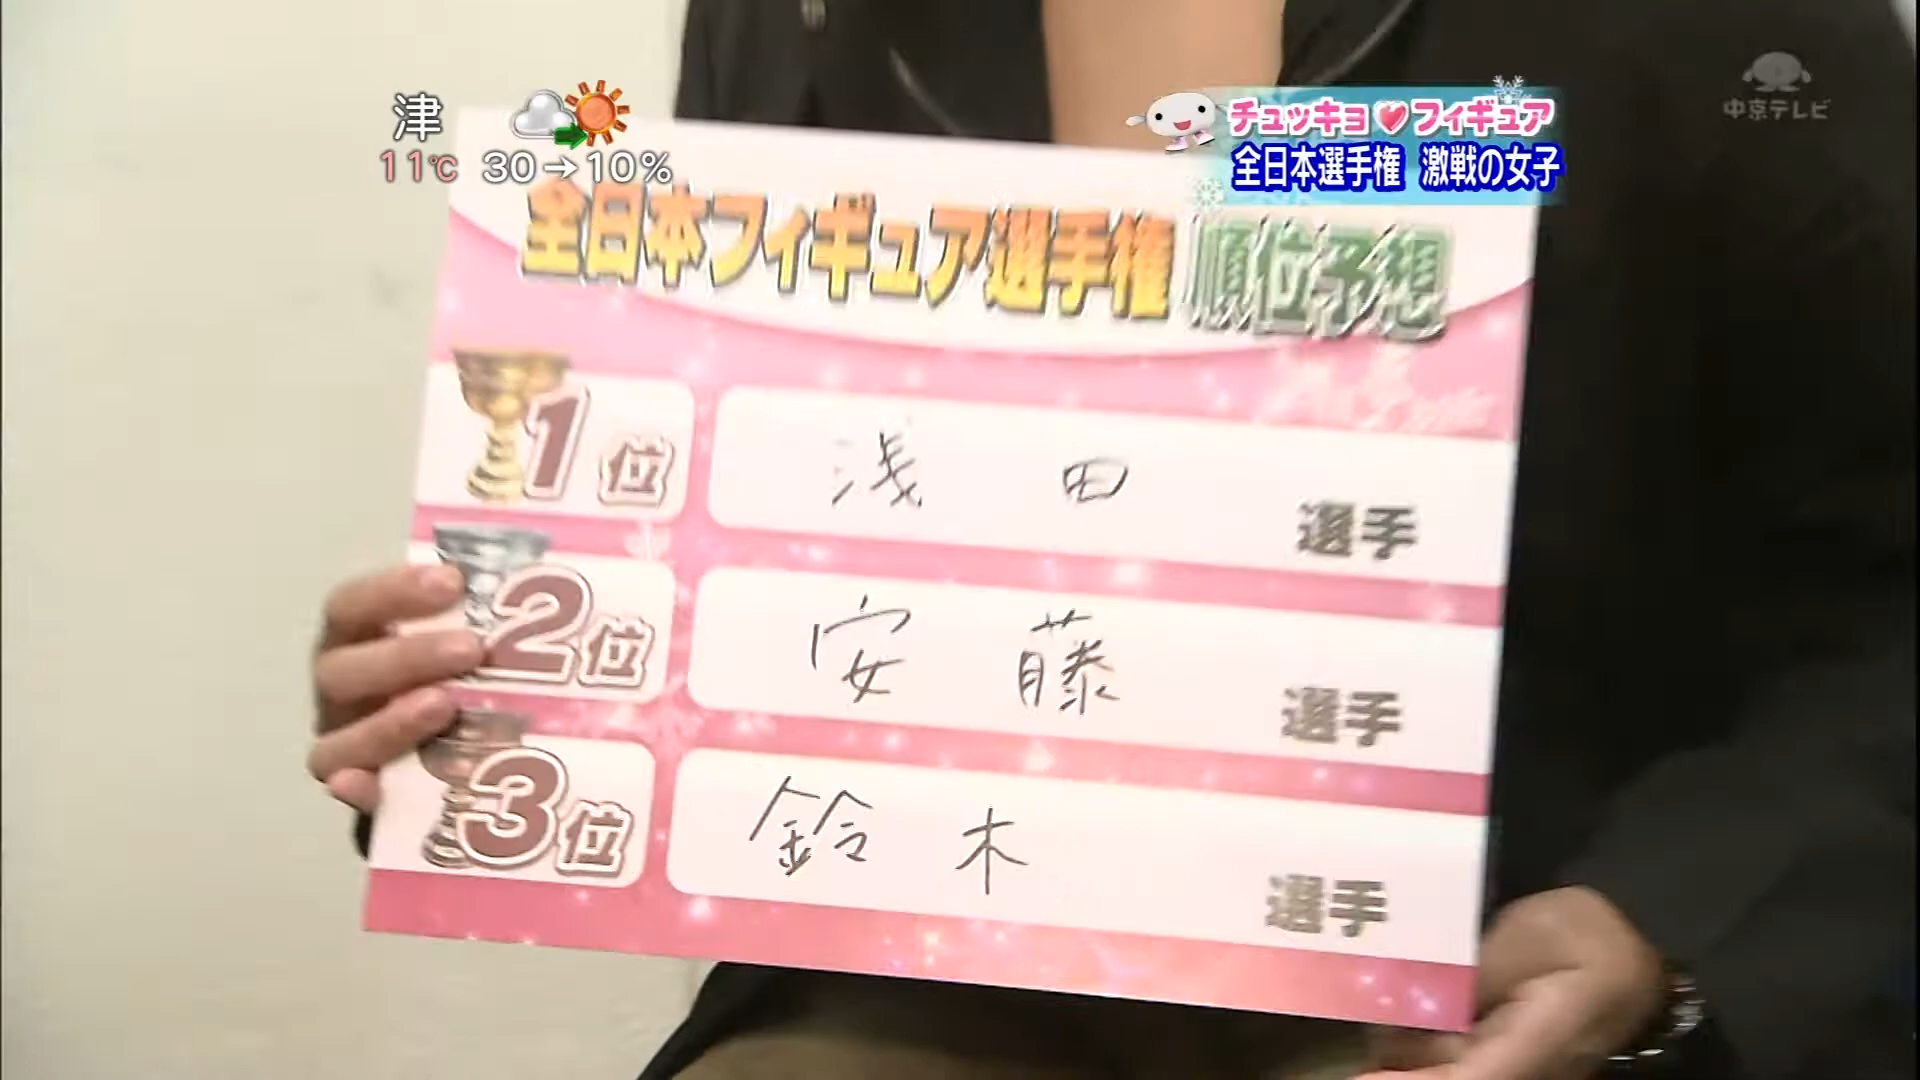 津
11℃ 30→10%
チュッキョ♥フィギュア
全日本選手権 激戦の女子
中京テレビ
全日本フィギュア選手権 順位予想
1位 浅田 選手
2位 安藤 選手
3位 鈴木 選手